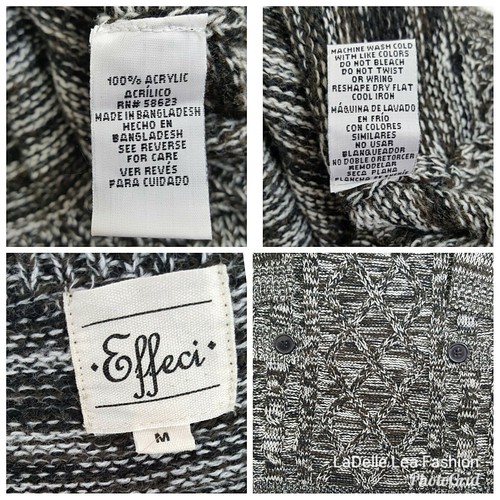 100% ACRYLIC
ACRÍLICO
RN# 58623
MADE IN BANGLADESH
HECHO EN
BANGLADESH
SEE REVERSE
FOR CARE
VER REVÉS
PARA CUIDADO
MACHINE WASH COLD
WITH LIKE COLORS
DO NOT BLEACH
DO NOT TWIST
OR WRING
RESHAPE DRY FLAT
COOL IRON
MÁQUINA DE LAVADO
EN FRÍO
CON COLORES
SIMILARES
NO USAR
BLANQUEADOR
NO DOBLE O RETORCER
REMODELAR
SECA PLANA
PLANCHA
Effeci
M
LaDelle Lea Fashion
PhotoGrid